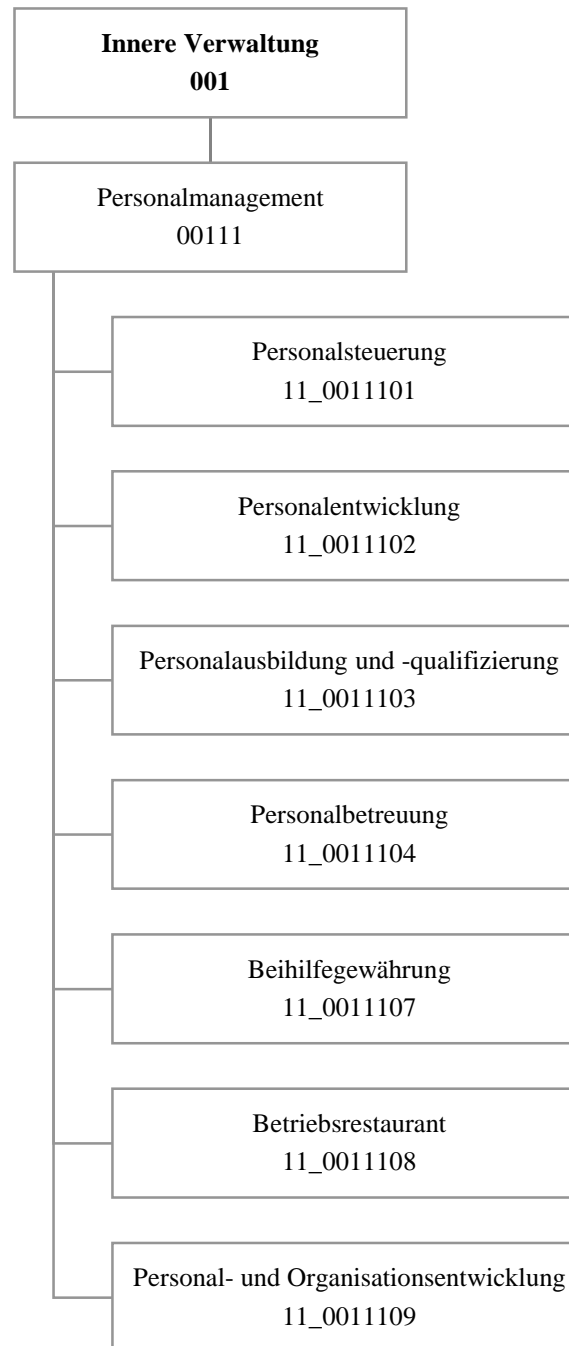 Innere Verwaltung
001
Personalmanagement
00111
Personalsteuerung
11_0011101
Personalentwicklung
11_0011102
Personalausbildung und -qualifizierung
11_0011103
Personalbetreuung
11_0011104
Beihilfegewährung
11_0011107
Betriebsrestaurant
11_0011108
Personal- und Organisationsentwicklung
11_0011109